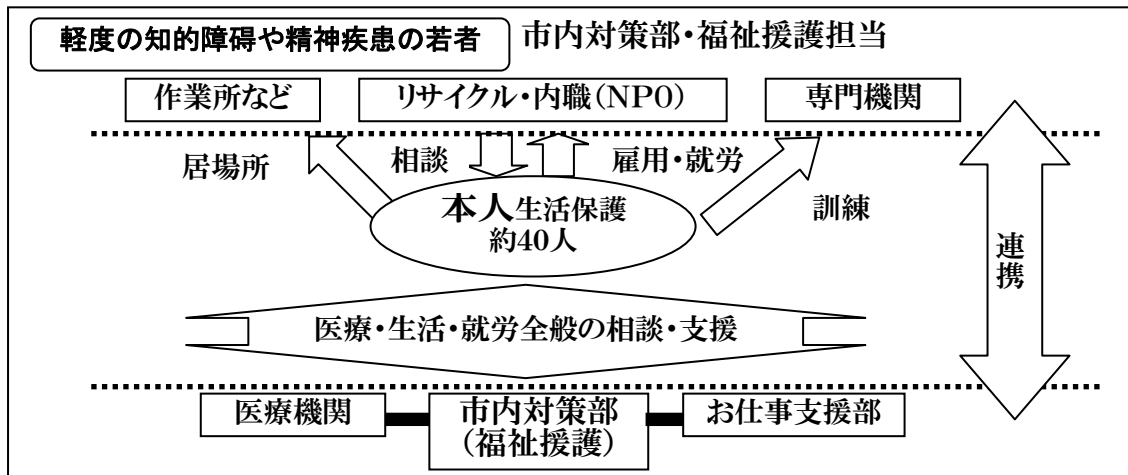 軽度の知的障碍や精神疾患の若者
市内対策部・福祉援護担当
作業所など
リサイクル・内職(NPO)
専門機関
居場所
相談
雇用・就労
訓練
本人生活保護
約40人
連携
医療・生活・就労全般の相談・支援
医療機関
市内対策部
(福祉援護)
お仕事支援部